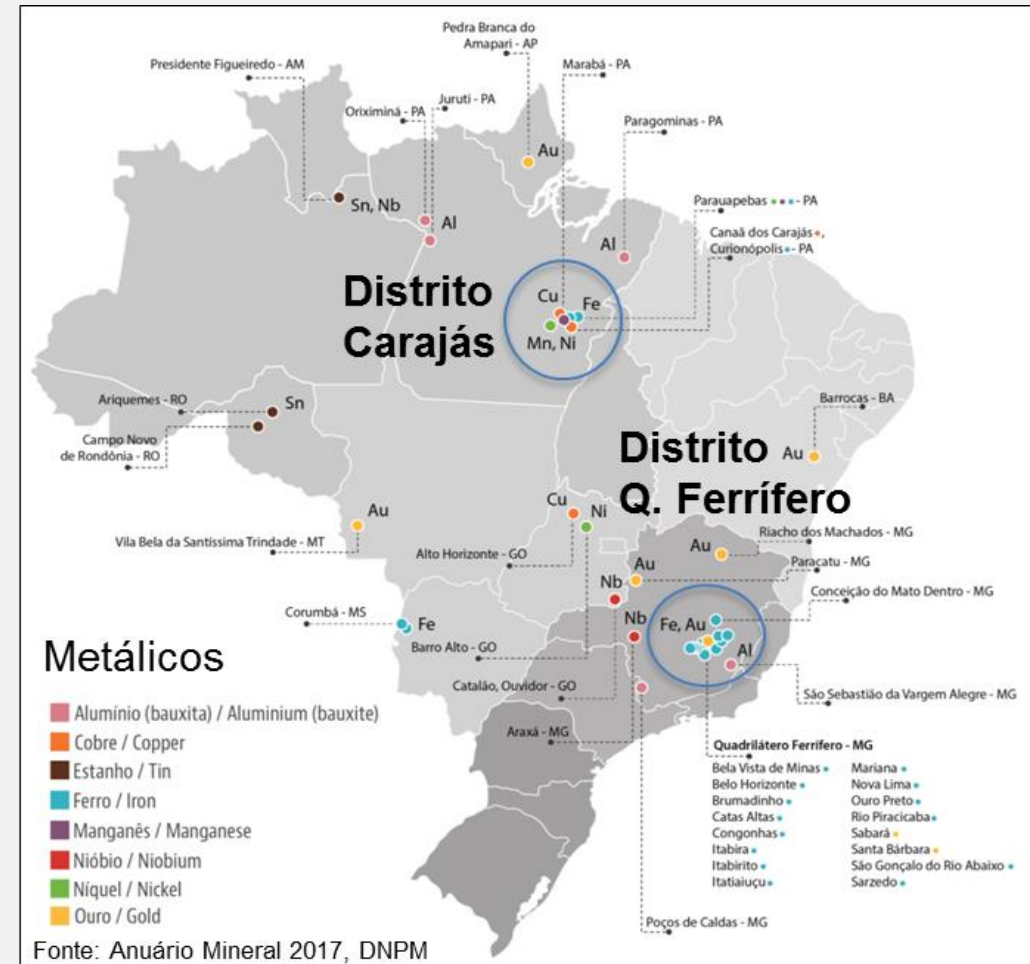 Pedra Branca do
Amapari - AP
Presidente Figueiredo - AM
Marabá - PA
Juruti - PA
Oriximiná - PA
Paragominas - PA
Au
Sn, Nb
Al
Parauapebas - PA
Canaã dos Carajás,
Curionópolis - PA
Al
Distrito
Carajás
Cu
Fe
Mn, Ni
Ariquemes - RO
Sn
Campo Novo
de Rondônia - RO
Barrocas - BA
Au
Distrito
Q. Ferrífero
Au
Vila Bela da Santíssima Trindade - MT
Cu
Ni
Alto Horizonte - GO
Riacho dos Machados - MG
Au
Paracatu - MG
Au
Conceição do Mato Dentro - MG
Nb
Nb
Fe, Au
Al
Corumbá - MS
Fe
Barro Alto - GO
Catalão, Ouvidor - GO
São Sebastião da Vargem Alegre - MG
Araxá - MG
Metálicos
Alumínio (bauxita) / Aluminium (bauxite)
Cobre / Copper
Estanho / Tin
Ferro / Iron
Manganês / Manganese
Nióbio / Niobium
Níquel / Nickel
Ouro / Gold
Quadrilátero Ferrífero - MG
Bela Vista de Minas
Belo Horizonte
Brumadinho
Catas Altas
Congonhas
Itabira
Itabirito
Itatiaiuçu
Mariana
Nova Lima
Ouro Preto
Rio Piracicaba
Sabará
Santa Bárbara
São Gonçalo do Rio Abaixo
Sarzedo
Poços de Caldas - MG
Fonte: Anuário Mineral 2017, DNPM